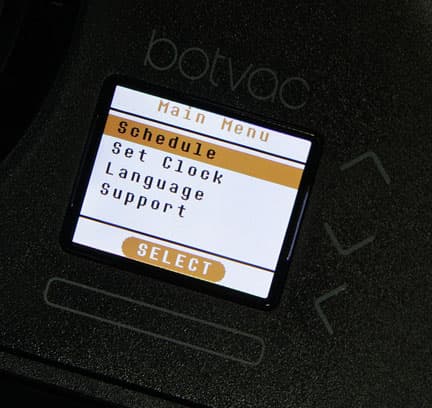 botvac
Main Menu
Schedule
Set Clock
Language
Support
SELECT